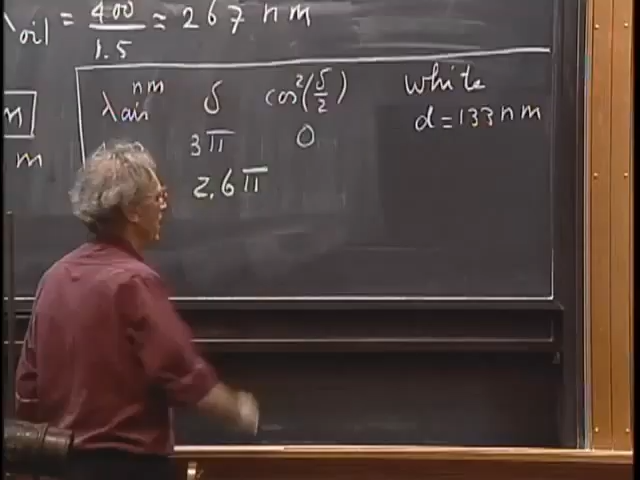 λoil = 400/1.5 = 267 nm
λair nm δ cos²(δ/2) white
d = 133 nm
m 3π 0
m 2.6π